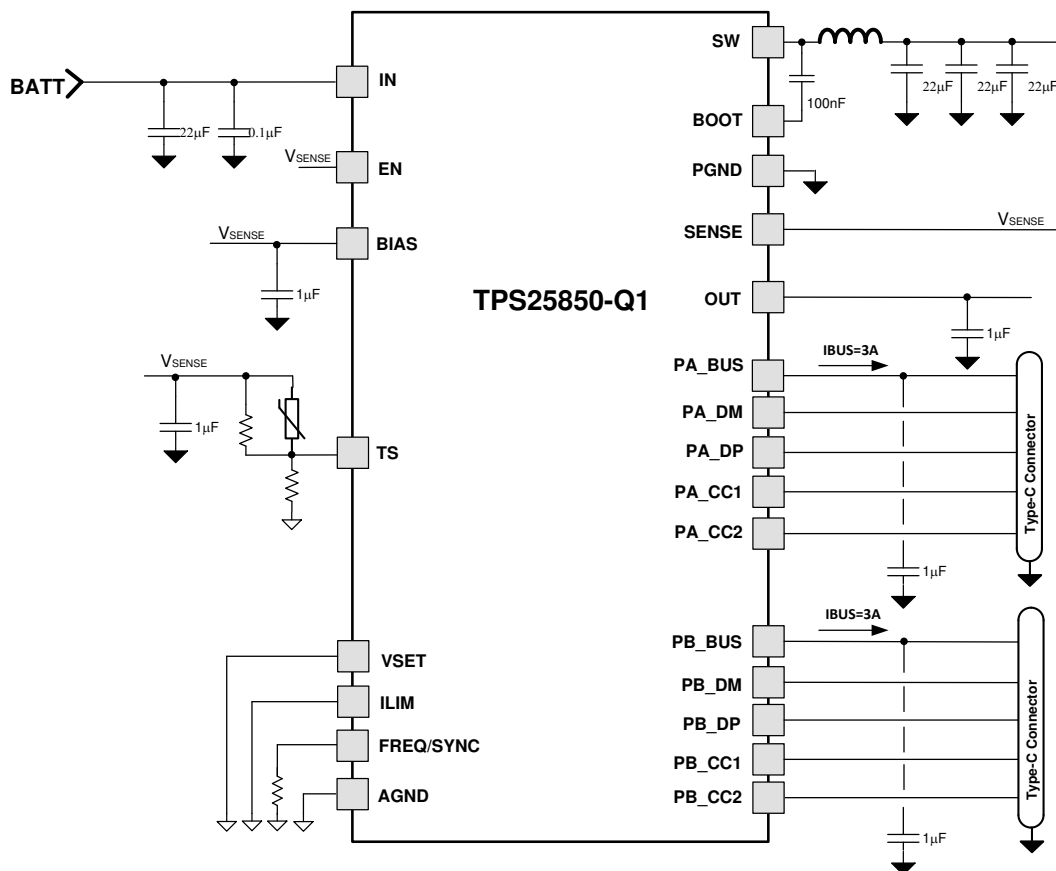 BATT
IN
22µF
0.1µF
VSENSE
EN
VSENSE
BIAS
1µF
VSENSE
1µF
TS
VSET
ILIM
FREQ/SYNC
AGND
TPS25850-Q1
SW
100nF
22µF
22µF
22µF
BOOT
PGND
SENSE
VSENSE
OUT
1µF
PA_BUS
IBUS=3A
PA_DM
PA_DP
PA_CC1
PA_CC2
1µF
Type-C Connector
PB_BUS
IBUS=3A
PB_DM
PB_DP
PB_CC1
PB_CC2
1µF
Type-C Connector